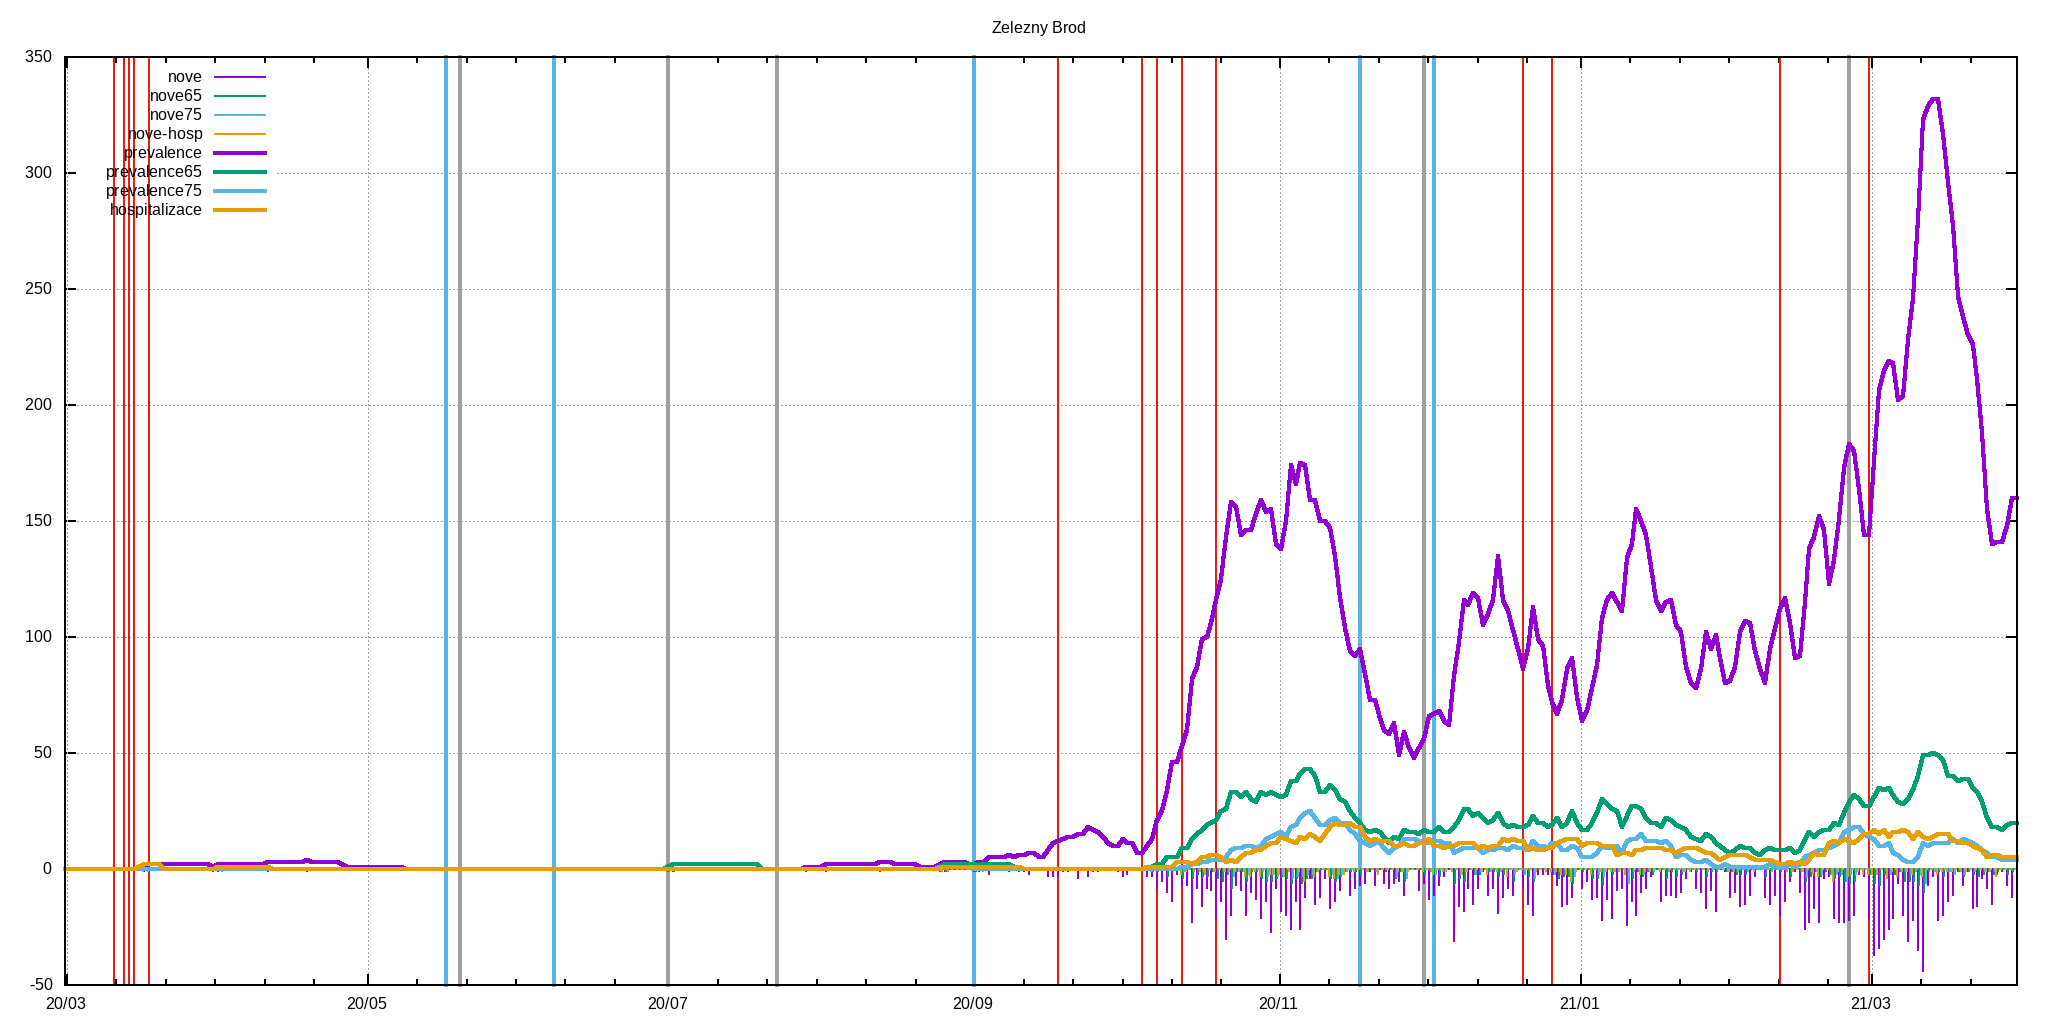 Zelezny Brod
350
300
250
200
150
100
50
0
-50
nove
nove65
nove75
nove-hosp
prevalence
prevalence65
prevalence75
hospitalizace
20/03 20/05 20/07 20/09 20/11 21/01 21/03